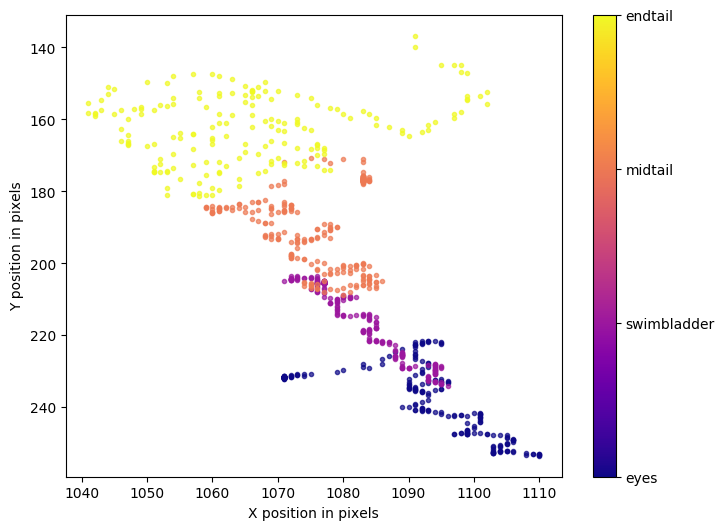 140
160
180
200
220
240
Y position in pixels
1040 1050 1060 1070 1080 1090 1100 1110
X position in pixels
endtail
midtail
swimbladder
eyes